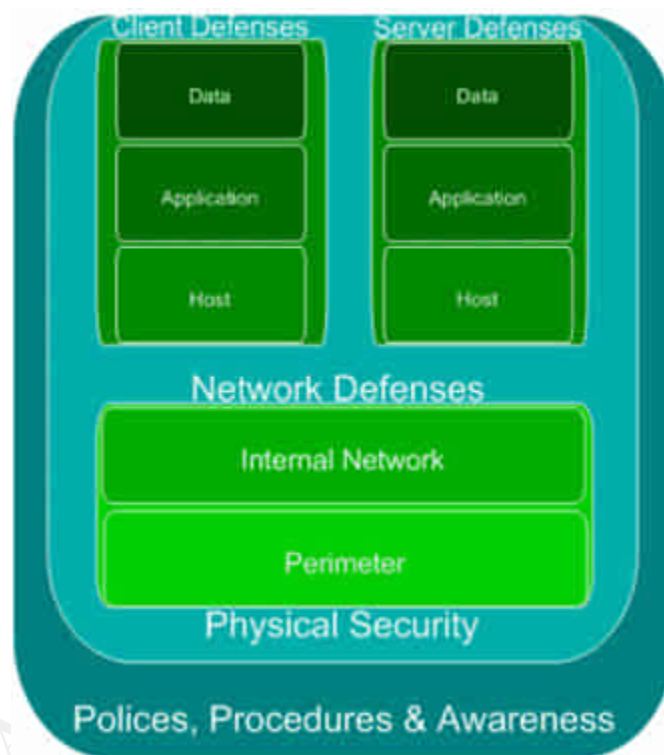 Client Defenses
Data
Application
Host
Server Defenses
Data
Application
Host
Network Defenses
Internal Network
Perimeter
Physical Security
Polices, Procedures & Awareness